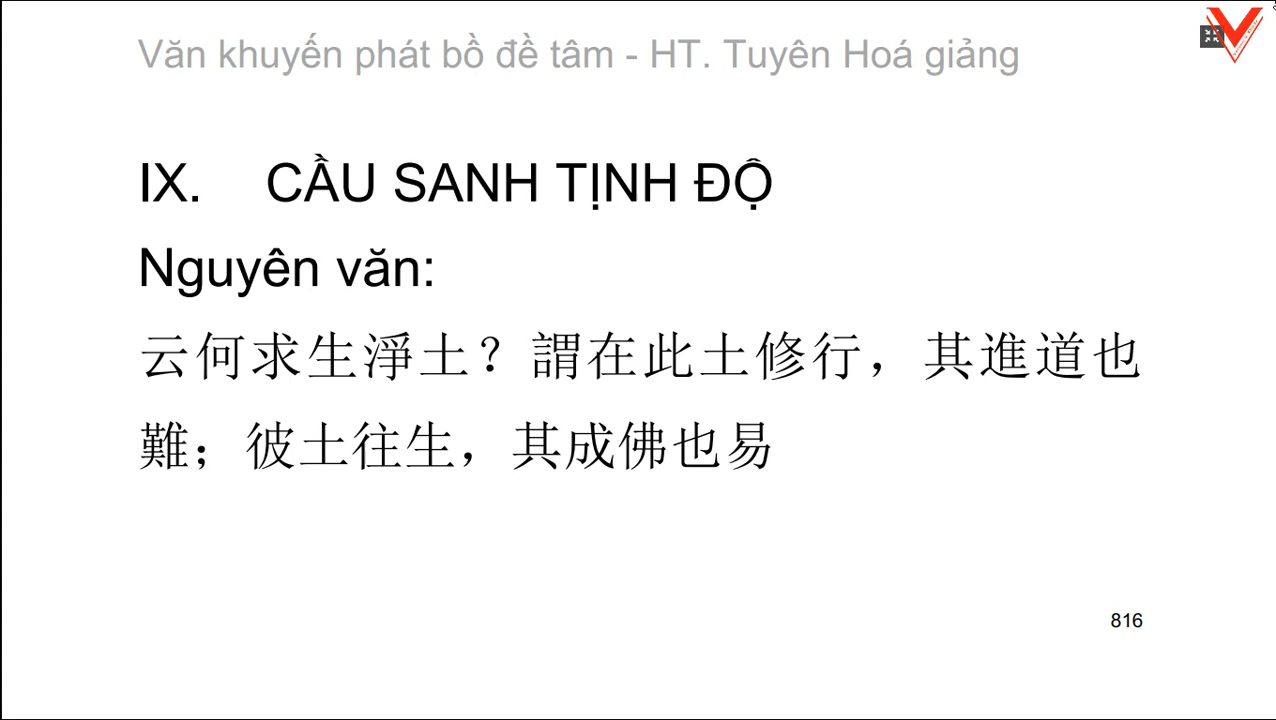 Văn khuyến phát bồ đề tâm - HT. Tuyên Hoá giảng
IX. CẦU SANH TỊNH ĐỘ
Nguyên văn:
云何求生淨土？謂在此土修行，其進道也
難；彼土往生，其成佛也易
816